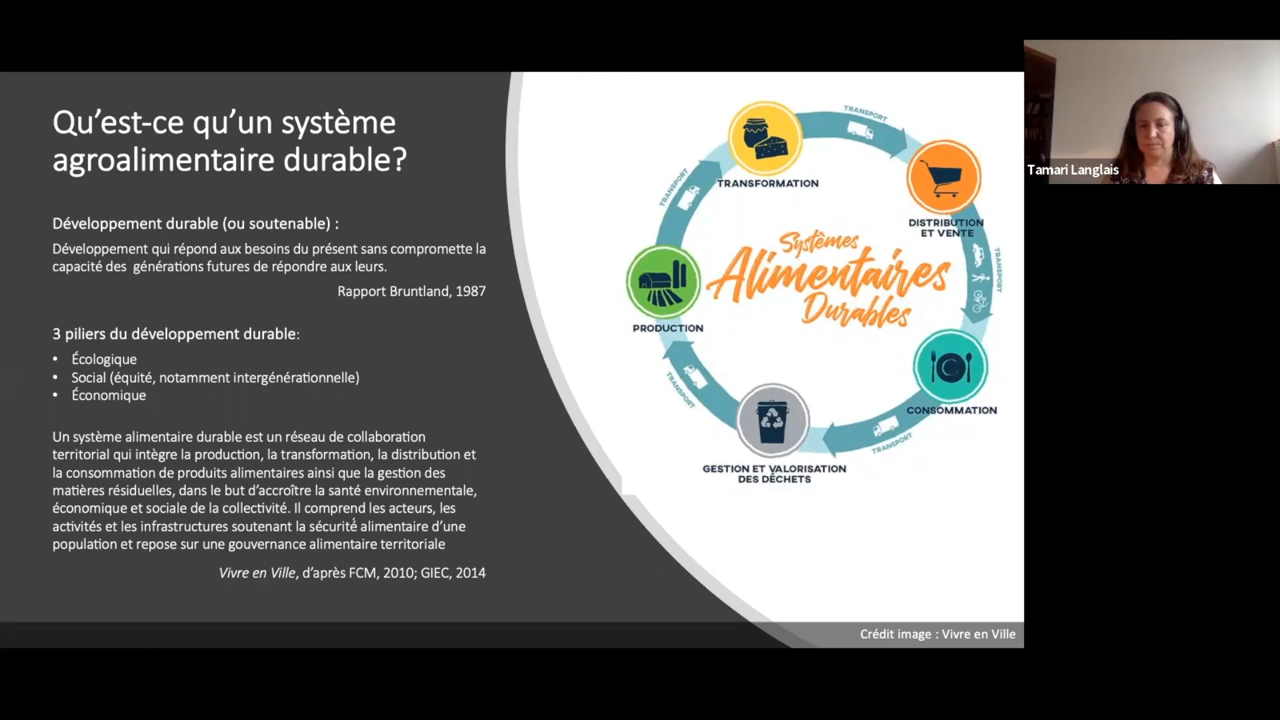 Qu'est-ce qu'un système
agroalimentaire durable?
Développement durable (ou soutenable) :
Développement qui répond aux besoins du présent sans compromettre la
capacité des générations futures de répondre aux leurs.
Rapport Bruntland, 1987
3 piliers du développement durable:
• Écologique
• Social (équité, notamment intergénérationnelle)
• Économique
Un système alimentaire durable est un réseau de collaboration
territorial qui intègre la production, la transformation, la distribution et
la consommation de produits alimentaires ainsi que la gestion des
matières résiduelles, dans le but d'accroître la santé environnementale,
économique et sociale de la collectivité. Il comprend les acteurs, les
activités et les infrastructures soutenant la sécurité alimentaire d'une
population et repose sur une gouvernance alimentaire territoriale
Vivre en Ville, d'après FCM, 2010; GIEC, 2014
TRANSPORT
TRANSFORMATION
TRANSPORT
DISTRIBUTION
ET VENTE
Systèmes
Alimentaires
Durables
TRANSPORT
PRODUCTION
TRANSPORT
CONSOMMATION
TRANSPORT
GESTION ET VALORISATION
DES DÉCHETS
Crédit image : Vivre en Ville
Tamari Langlais